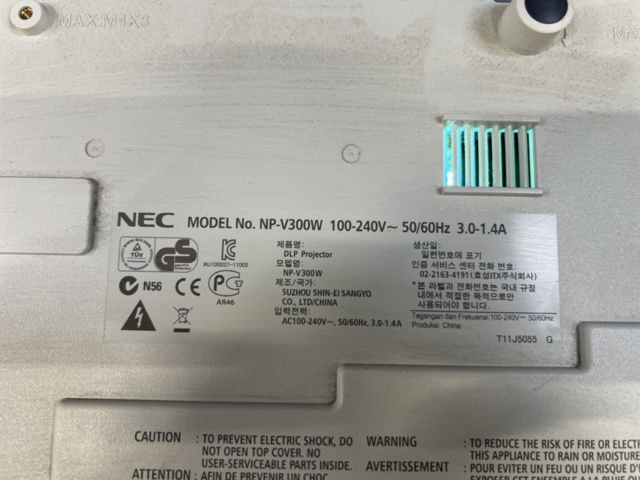 MAX.M4X8
MA
NEC MODEL No. NP-V300W 100-240V~ 50/60Hz 3.0-1.4A
TÜV
GS
KU100037-11002
N56
CE
AR46
제품명:
DLP Projector
모델명:
NP-V300W
제조/국가:
SUZHOU SHIN-EI SANGYO
CO., LTD/CHINA
입력전력:
AC100-240V~, 50/60Hz, 3.0-1.4A
생산일:
일련번호에 표기
인증 서비스 센터 전화 번호:
02-2163-4191(효성ITX주식회사)
*본 라벨과 전화번호는 국내 규정
내에서 적절한 목적으로만
사용되어야 합니다.
Tegangan dan Frekuensi:100-240V~ 50/60Hz
Produksi China
T11J5055 G
CAUTION : TO PREVENT ELECTRIC SHOCK, DO
NOT OPEN TOP COVER. NO
USER-SERVICEABLE PARTS INSIDE.
ATTENTION : AFIN DE PREVENIR UN CHOC
WARNING : TO REDUCE THE RISK OF FIRE OR
THIS APPLIANCE TO RAIN OR
AVERTISSEMENT : POUR EVITER UN FEU OU UN